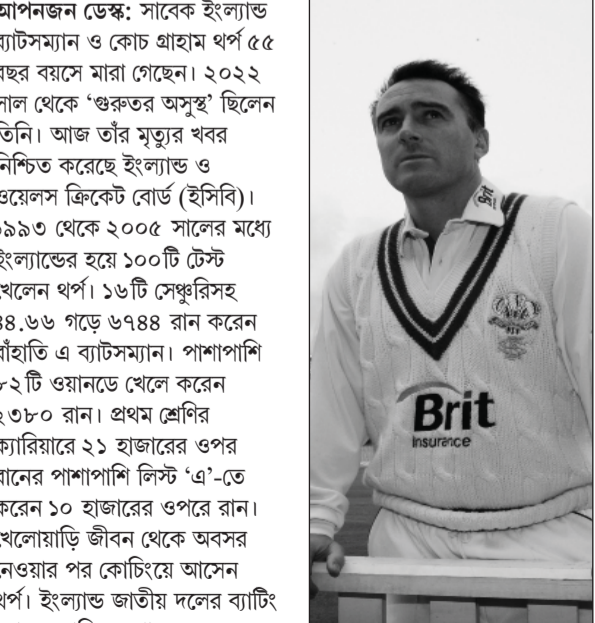 আপনজন ডেস্ক: সাবেক ইংল্যান্ড
ব্যাটসম্যান ও কোচ গ্রাহাম থর্প ৫৫
বছর বয়সে মারা গেছেন। ২০২২
সাল থেকে ‘গুরুতর অসুস্থ’ ছিলেন
তিনি। আজ তাঁর মৃত্যুর খবর
নিশ্চিত করেছে ইংল্যান্ড ও
ওয়েলস ক্রিকেট বোর্ড (ইসিবি)।
১৯৯৩ থেকে ২০০৫ সালের মধ্যে
ইংল্যান্ডের হয়ে ১০০টি টেস্ট
খেলেন থর্প। ১৬টি সেঞ্চুরিসহ
৪৪.৬৬ গড়ে ৬৭৪৪ রান করেন
বাঁহাতি এ ব্যাটসম্যান। পাশাপাশি
৮২টি ওয়ানডে খেলে করেন
২৩৮০ রান। প্রথম শ্রেণির
ক্যারিয়ারে ২১ হাজারের ওপর
রানের পাশাপাশি লিস্ট ‘এ’-তে
করেন ১০ হাজারের ওপরে রান।
খেলোয়াড়ি জীবন থেকে অবসর
নেওয়ার পর কোচিংয়ে আসেন
থর্প। ইংল্যান্ড জাতীয় দলের ব্যাটিং
Brit
Brit
Insurance